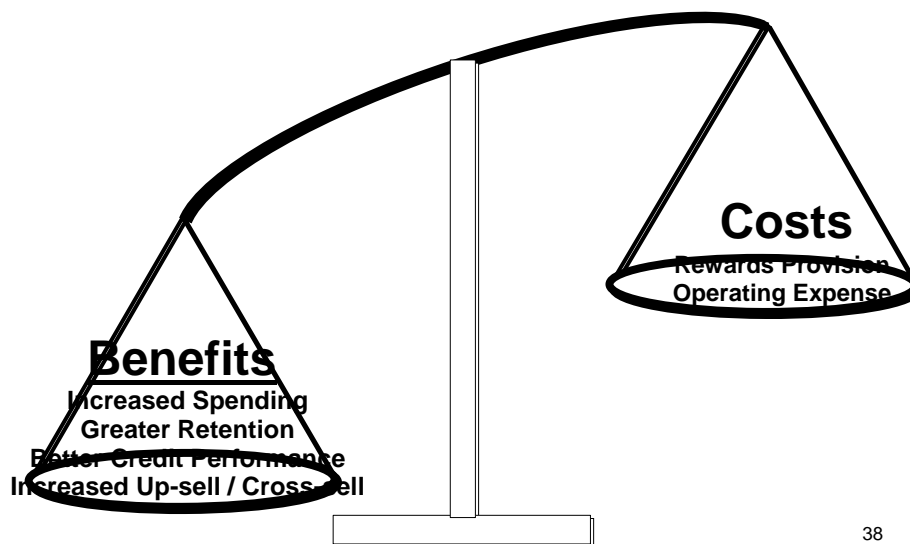 Costs
Rewards Provision
Operating Expense
Benefits
Increased Spending
Greater Retention
Better Credit Performance
Increased Up-sell / Cross-sell
38